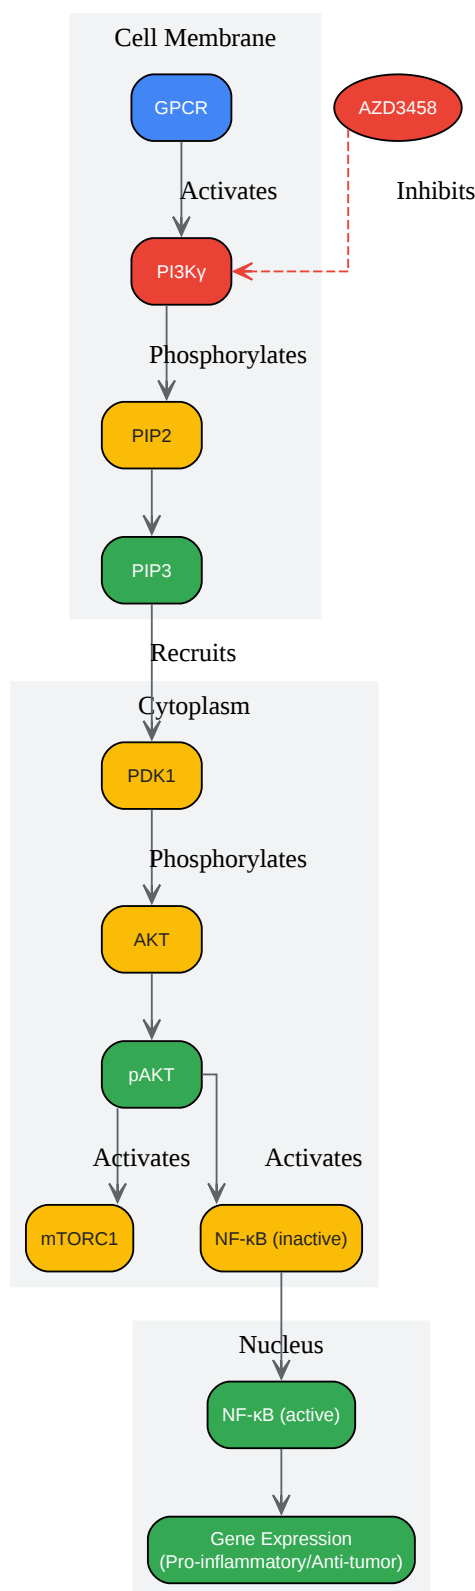 Cell Membrane
GPCR
AZD3458
Activates
Inhibits
PI3Kγ
Phosphorylates
PIP2
PIP3
Recruits
Cytoplasm
PDK1
Phosphorylates
AKT
pAKT
Activates
Activates
mTORC1
NF-κB (inactive)
Nucleus
NF-κB (active)
Gene Expression
(Pro-inflammatory/Anti-tumor)